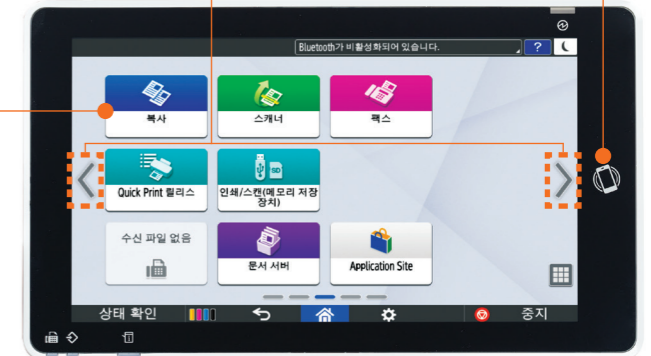 Bluetooth가 비활성화되어 있습니다.
?
복사
스캐너
팩스
SD
Quick Print 릴리스
인쇄/스캔(메모리 저장
장치)
수신 파일 없음
문서 서버
Application Site
상태 확인
중지